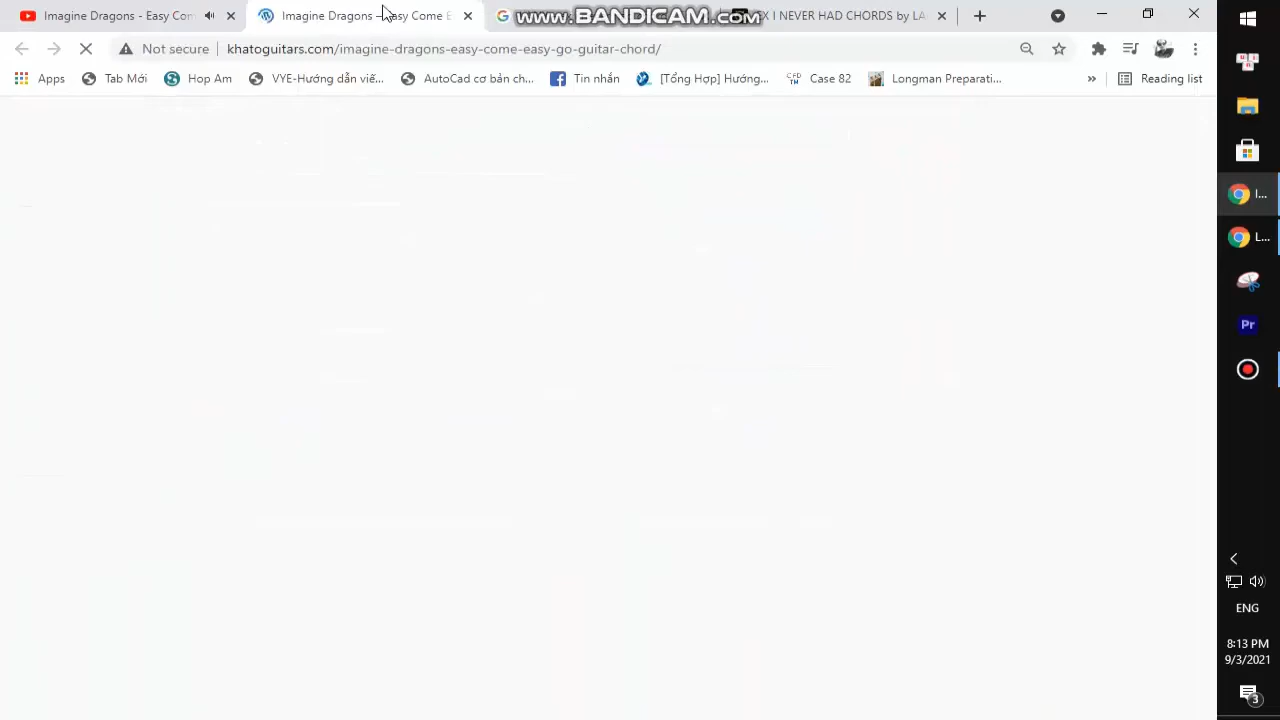 Imagine Dragons - Easy Con
Imagine Dragons – Easy Come E
www.BANDICAM.com
X I NEVER HAD CHORDS by LA
Not secure
khatoguitars.com/imagine-dragons-easy-come-easy-go-guitar-chord/
Apps
Tab Mới
Hop Am
VYE-Hướng dẫn viế...
AutoCad cơ bản ch...
Tin nhắn
[Tổng Hợp] Hướng...
Case 82
Longman Preparati...
»
Reading list
I...
L...
Pr
ENG
8:13 PM
9/3/2021
3